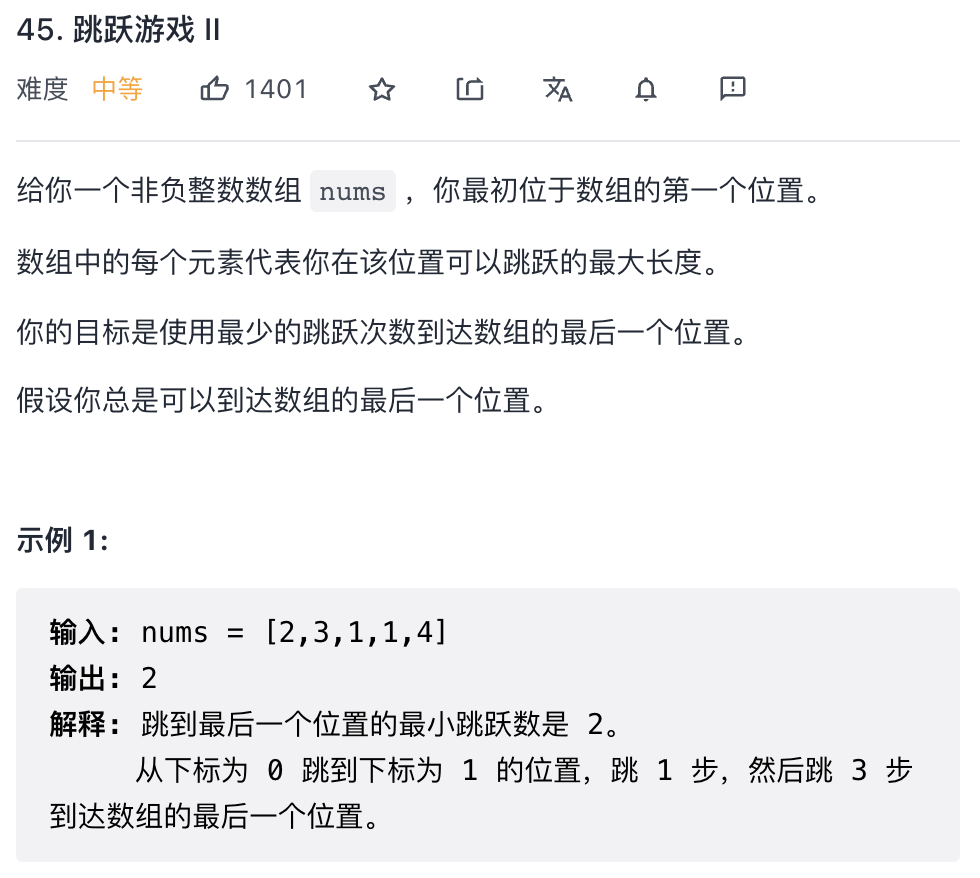 45. 跳跃游戏 II
难度 中等 1401
给你一个非负整数数组 nums ，你最初位于数组的第一个位置。
数组中的每个元素代表你在该位置可以跳跃的最大长度。
你的目标是使用最少的跳跃次数到达数组的最后一个位置。
假设你总是可以到达数组的最后一个位置。
示例 1:
输入: nums = [2,3,1,1,4]
输出: 2
解释: 跳到最后一个位置的最小跳跃数是 2。
从下标为 0 跳到下标为 1 的位置，跳 1 步，然后跳 3 步
到达数组的最后一个位置。